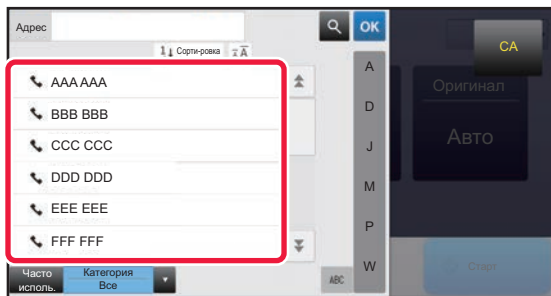 Адрес
OK
CA
1 Сорти-ровка ZA
AAA AAA
BBB BBB
CCC CCC
DDD DDD
EEE EEE
FFF FFF
A
D
J
M
P
W
ABC
Часто исполь.
Категория
Все
Оригинал
Авто
Старт